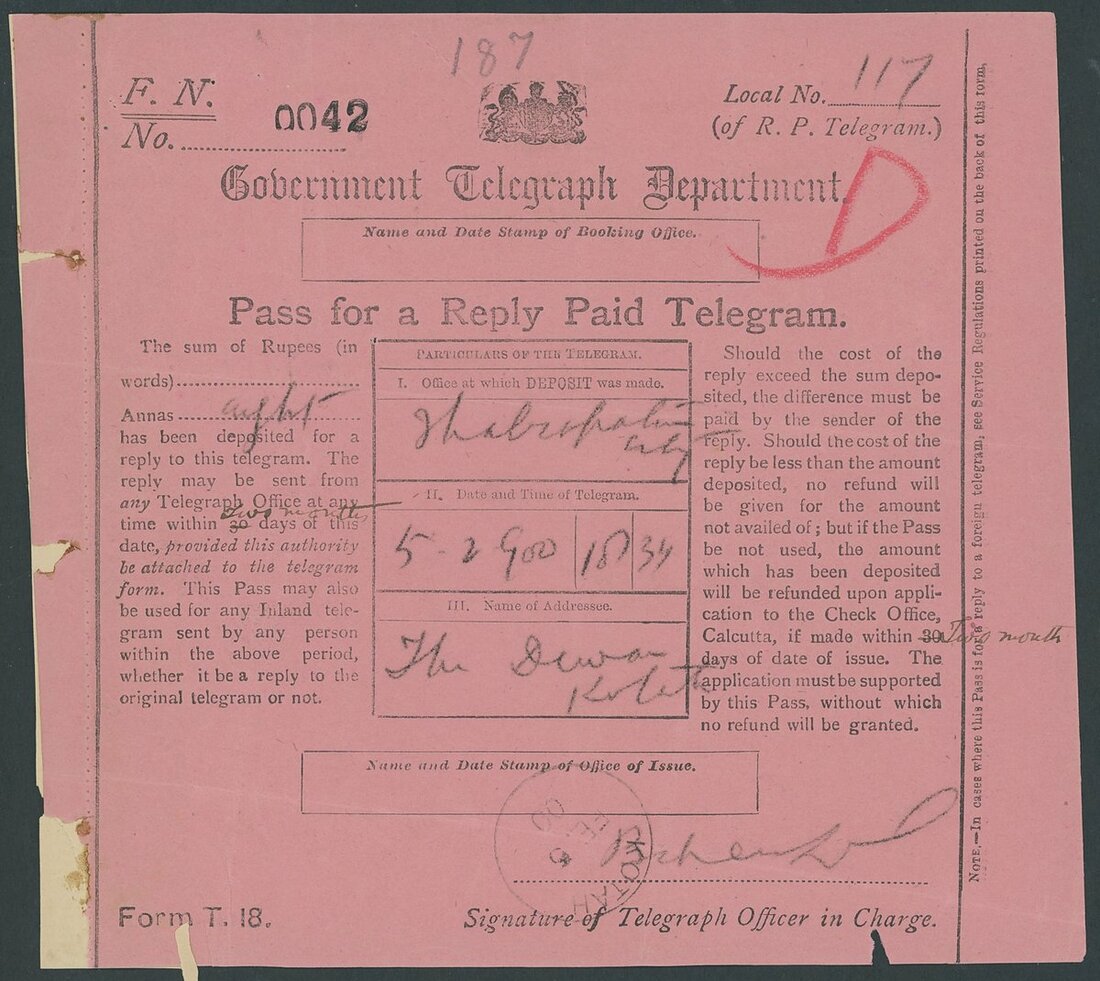 187
F. N.
No. 0042
Local No. 117
(of R. P. Telegram.)
D
Government Telegraph Department.
Name and Date Stamp of Booking Office.
Pass for a Reply Paid Telegram.
The sum of Rupees (in
words)
Annas eight
has been deposited for a
reply to this telegram. The
reply may be sent from
any Telegraph Office at any
two month
time within 30 days of this
date, provided this authority
be attached to the telegram
form. This Pass may also
be used for any Inland tele-
gram sent by any person
within the above period,
whether it be a reply to the
original telegram or not.
PARTICULARS OF THE TELEGRAM.
I. Office at which DEPOSIT was made.
City
II. Date and Time of Telegram.
5-2 900 18 34
III. Name of Addressee.
The Dewan
Kotah
Should the cost of the
reply exceed the sum depo-
sited, the difference must be
paid by the sender of the
reply. Should the cost of the
reply be less than the amount
deposited, no refund will
be given for the amount
not availed of; but if the Pass
be not used, the amount
which has been deposited
will be refunded upon appli-
cation to the Check Office,
Calcutta, if made within 30 Two month
days of date of issue. The
application must be supported
by this Pass, without which
no refund will be granted.
Name and Date Stamp of Office of Issue.
KOTAH
FE 5
00
Form T. 18.
Signature of Telegraph Officer in Charge.
NOTE.—In cases where this Pass is for a reply to a foreign telegram, see Service Regulations printed on the back of this form.